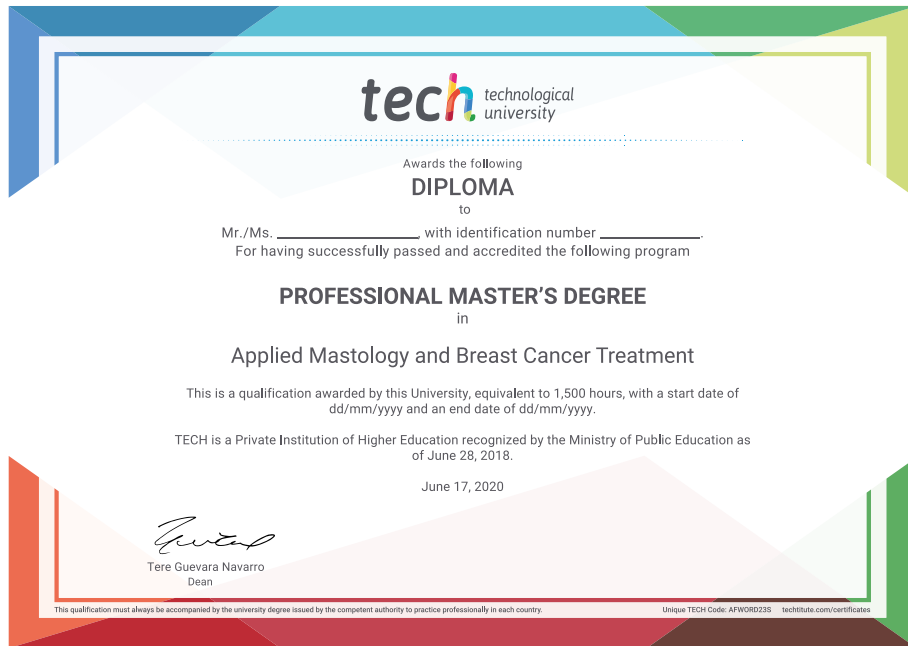 tech technological
university
Awards the following
DIPLOMA
to
Mr./Ms. ____________________, with identification number ______________.
For having successfully passed and accredited the following program
PROFESSIONAL MASTER'S DEGREE
in
Applied Mastology and Breast Cancer Treatment
This is a qualification awarded by this University, equivalent to 1,500 hours, with a start date of
dd/mm/yyyy and an end date of dd/mm/yyyy.
TECH is a Private Institution of Higher Education recognized by the Ministry of Public Education as
of June 28, 2018.
June 17, 2020
Tere Guevara Navarro
Dean
This qualification must always be accompanied by the university degree issued by the competent authority to practice professionally in each country.
Unique TECH Code: AFWORD23S techtitute.com/certificates